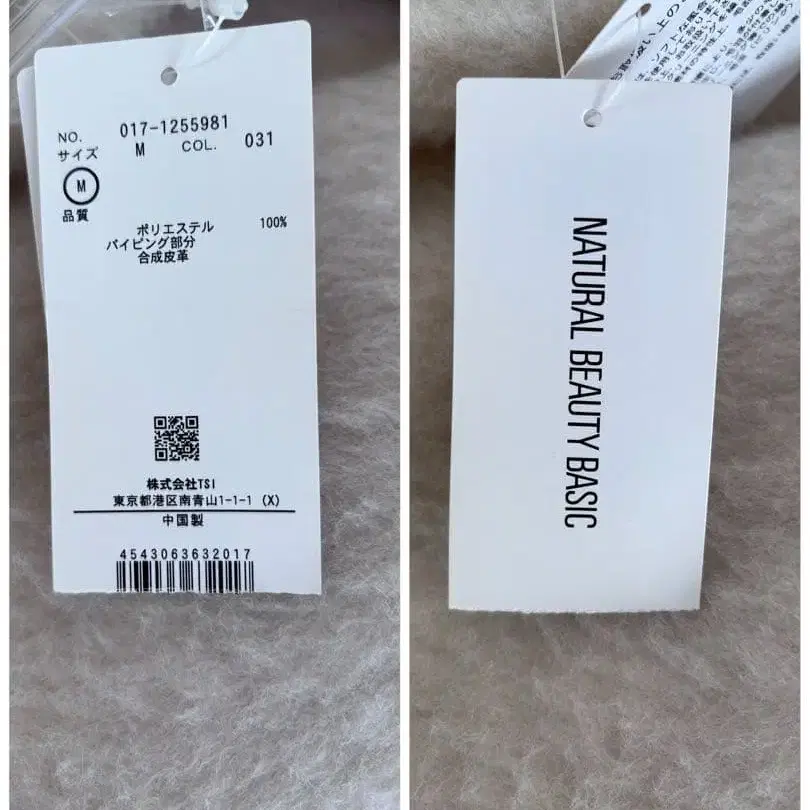 NO. 017-1255981
サイズ M COL. 031
M
品質
ポリエステル 100%
パイピング部分
合成皮革
株式会社TSI
東京都港区南青山1-1-1 (X)
中国製
4543063632017
NATURAL BEAUTY BASIC